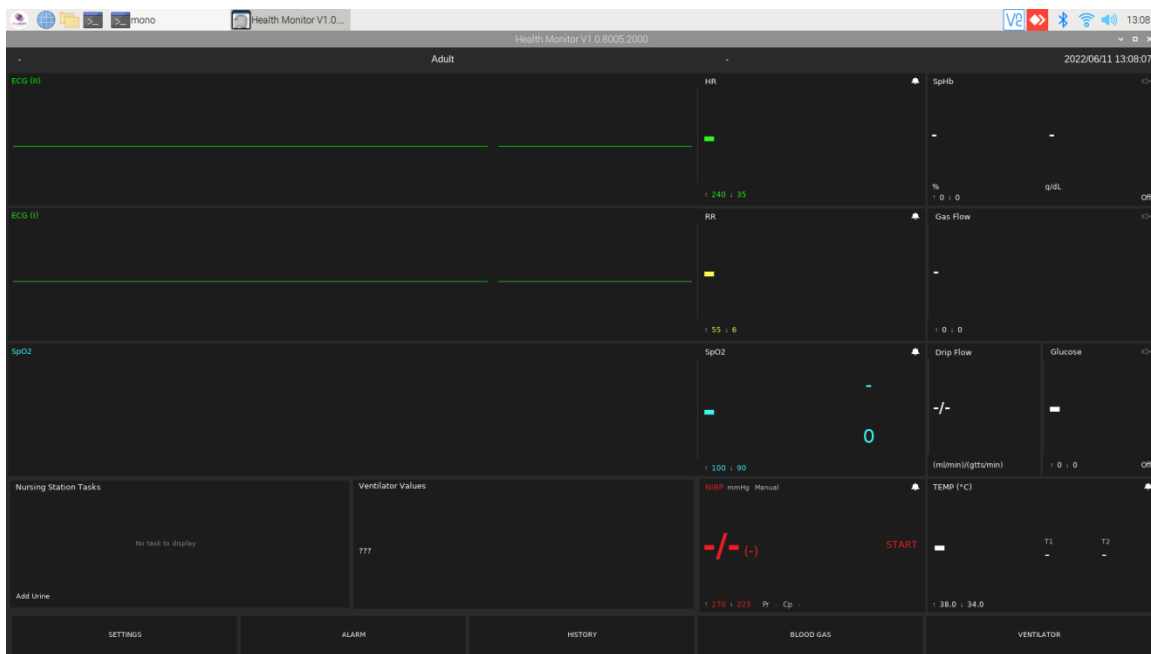 mono Health Monitor V1.0.... 13:08
Health Monitor V1.0.8005.2000
- Adult - 2022/06/11 13:08:07
ECG (II)
HR
-
↑ 240 ↓ 35
SpHb
- -
% g/dL
↑ 0 ↓ 0 Off
ECG (I)
RR
-
↑ 55 ↓ 6
Gas Flow
-
↑ 0 ↓ 0
SpO2
SpO2
-
-
0
↑ 100 ↓ 90
Drip Flow
-/-
(ml/min)/(gtts/min)
Glucose
-
↑ 0 ↓ 0 Off
Nursing Station Tasks
No task to display
Add Urine
Ventilator Values
???
NIBP mmHg Manual
-/- (-) START
↑ 270 ↓ 225 Pr - Cp -
TEMP (°C)
T1 T2
- - -
↑ 38.0 ↓ 34.0
SETTINGS ALARM HISTORY BLOOD GAS VENTILATOR